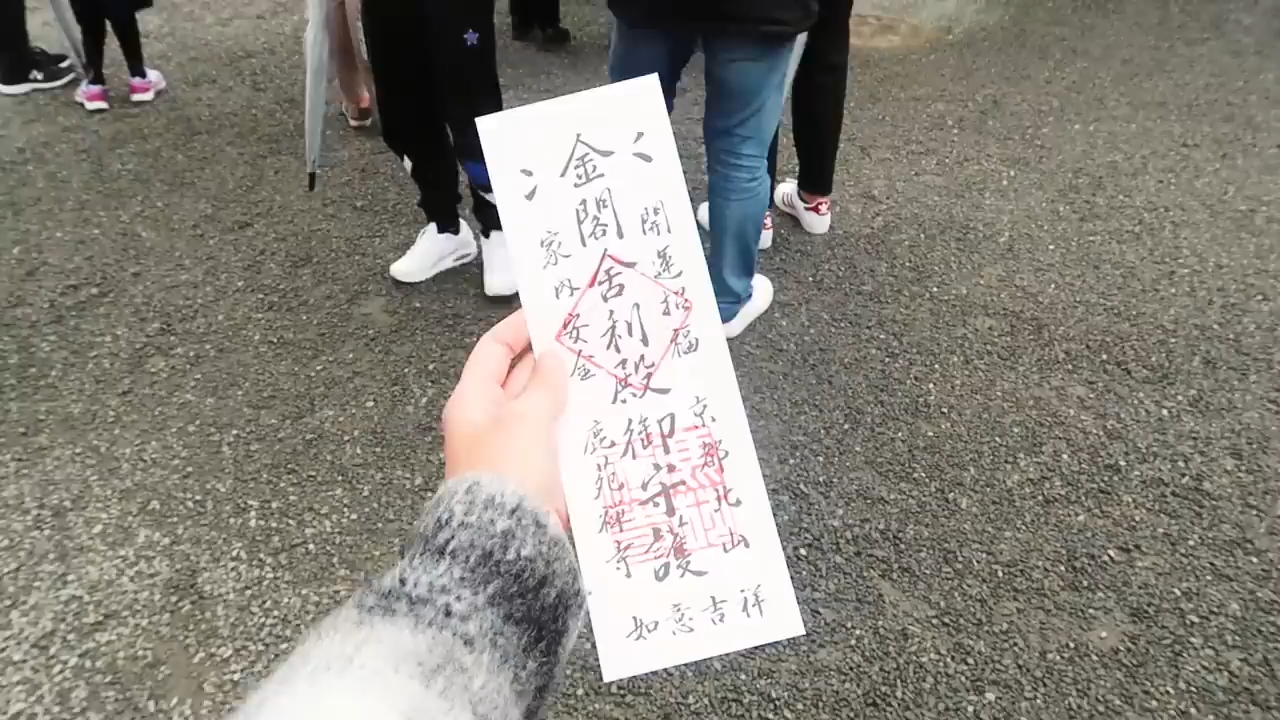 開運招福
金閣舍利殿御守護
家内安全
京都北山
鹿苑禅寺
如意吉祥